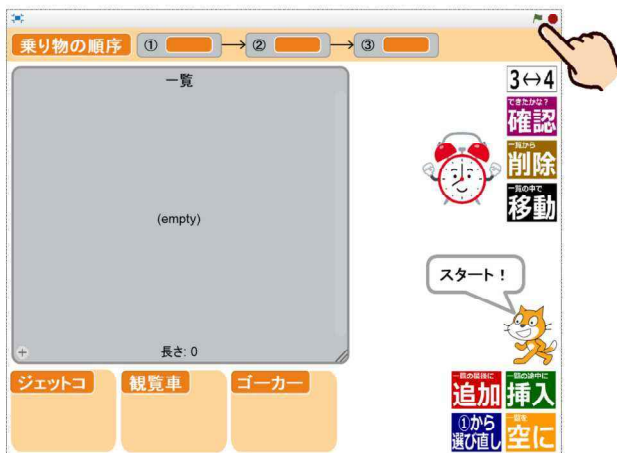 乗り物の順序 ① → ② → ③
一覧
(empty)
+ 長さ: 0
3↔4
できたかな?
確認
一覧から
削除
一覧の中で
移動
スタート!
ジェットコ 観覧車 ゴーカー
一覧の最後に
追加
一覧の途中に
挿入
①から
選び直し
一覧を
空に